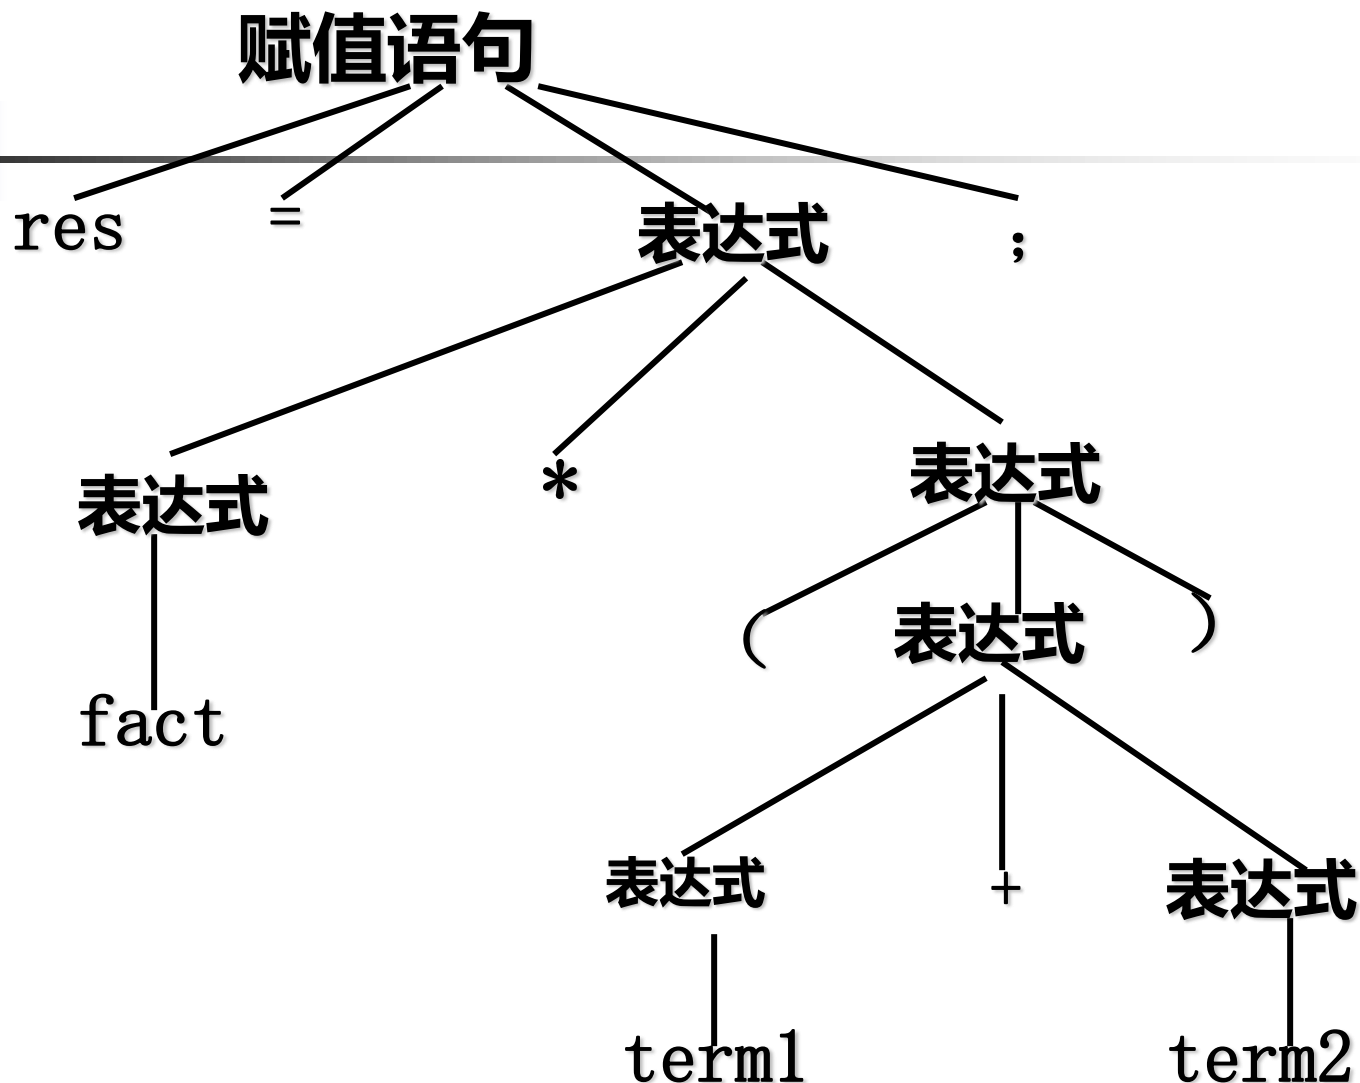 赋值语句
res = 表达式 ;
表达式 * 表达式
( 表达式 )
fact
表达式 + 表达式
term1 term2